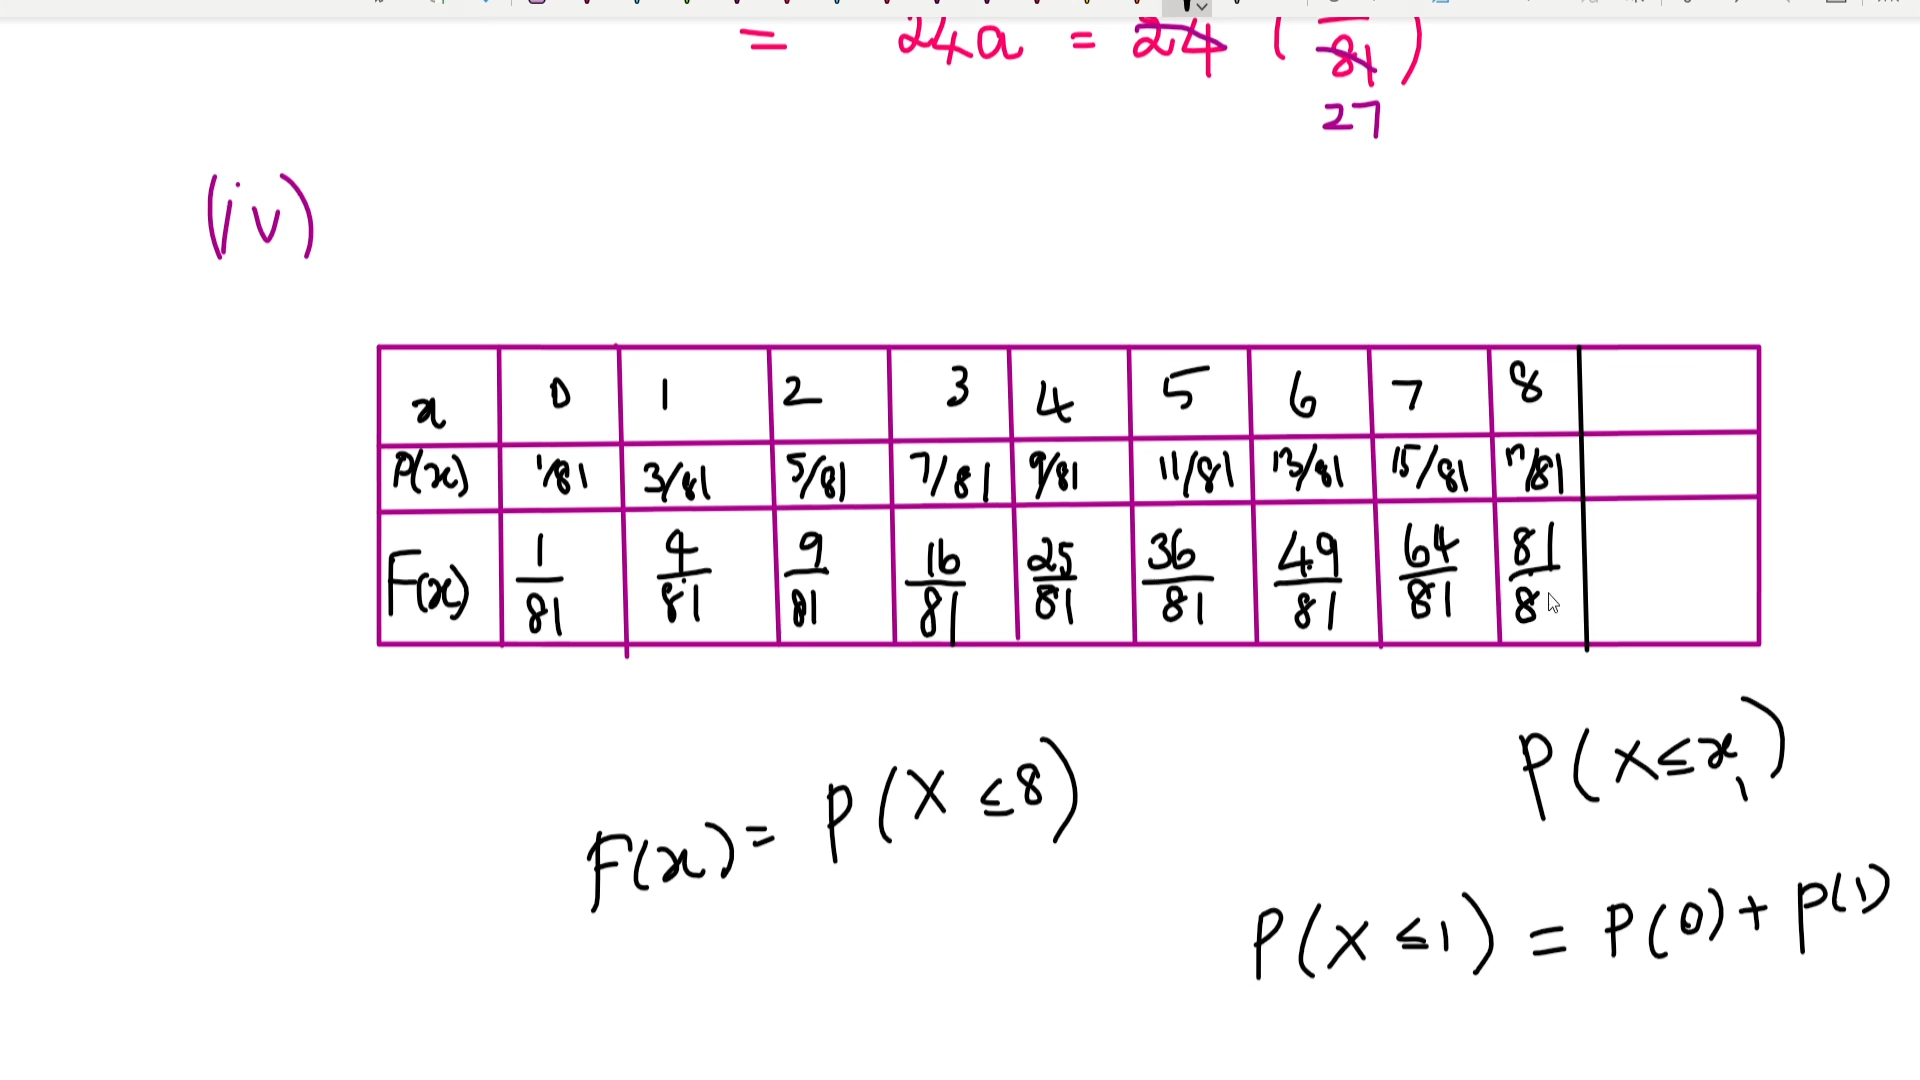 = 24a = 24 ( /81 )
27
(iv)
x 0 1 2 3 4 5 6 7 8
P(x) 1/81 3/81 5/81 7/81 9/81 11/81 13/81 15/81 17/81
F(x) 1/81 4/81 9/81 16/81 25/81 36/81 49/81 64/81 81/8
P(X≤x₁)
F(x) = P(X≤8)
P(X≤1) = P(0) + P(1)